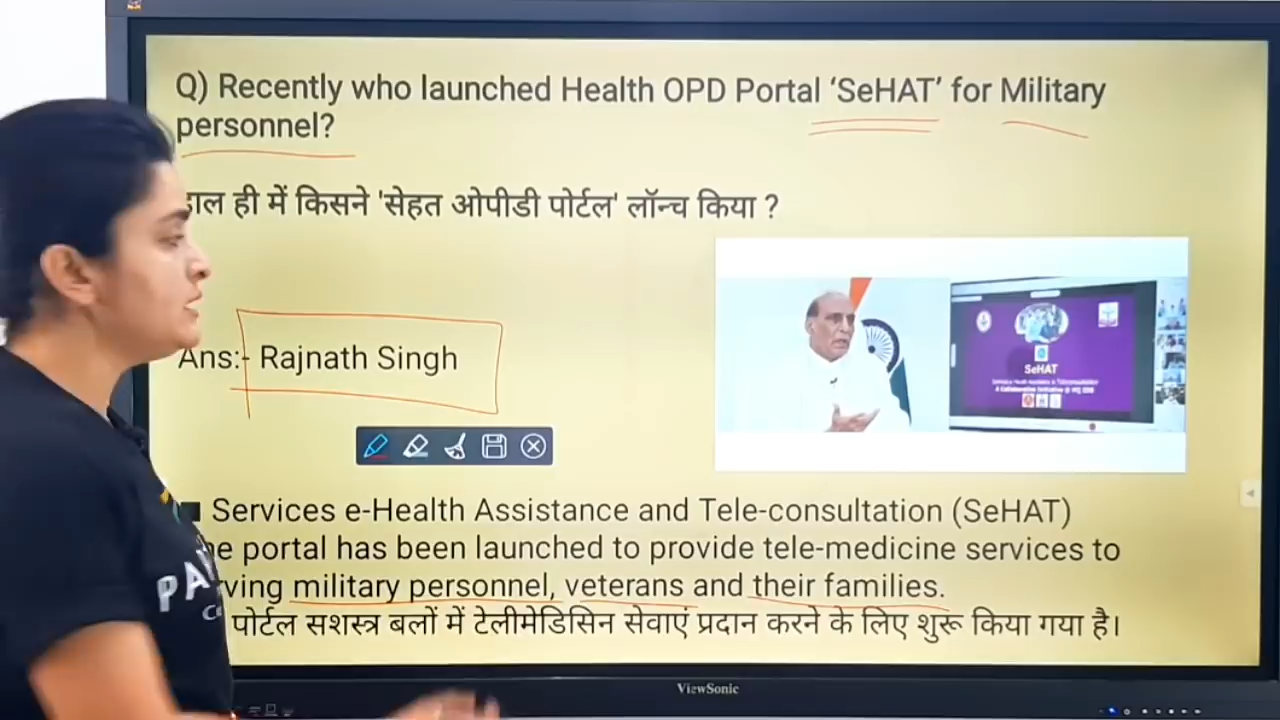 Q) Recently who launched Health OPD Portal ‘SeHAT’ for Military
personnel?
ही में किसने 'सेहत ओपीडी पोर्टल' लॉन्च किया ?
Ans:- Rajnath Singh
SeHAT
Services e-Health Assistance and Tele-consultation (SeHAT)
portal has been launched to provide tele-medicine services to
military personnel, veterans and their families.
पोर्टल सशस्त्र बलों में टेलीमेडिसिन सेवाएं प्रदान करने के लिए शुरू किया गया है।
ViewSonic